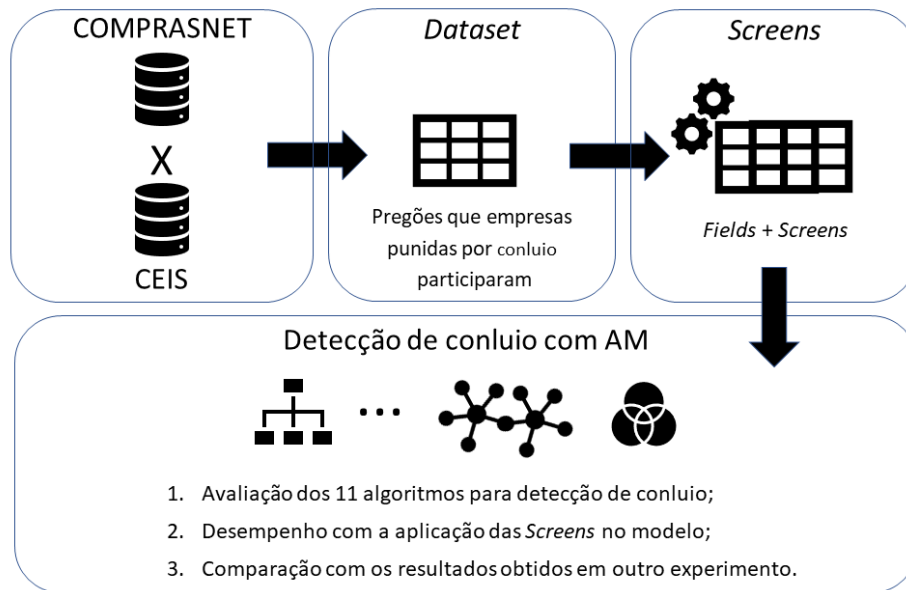 COMPRASNET
X
CEIS
Dataset
Pregões que empresas
punidas por conluio
participaram
Screens
Fields + Screens
Detecção de conluio com AM
...
1. Avaliação dos 11 algoritmos para detecção de conluio;
2. Desempenho com a aplicação das Screens no modelo;
3. Comparação com os resultados obtidos em outro experimento.